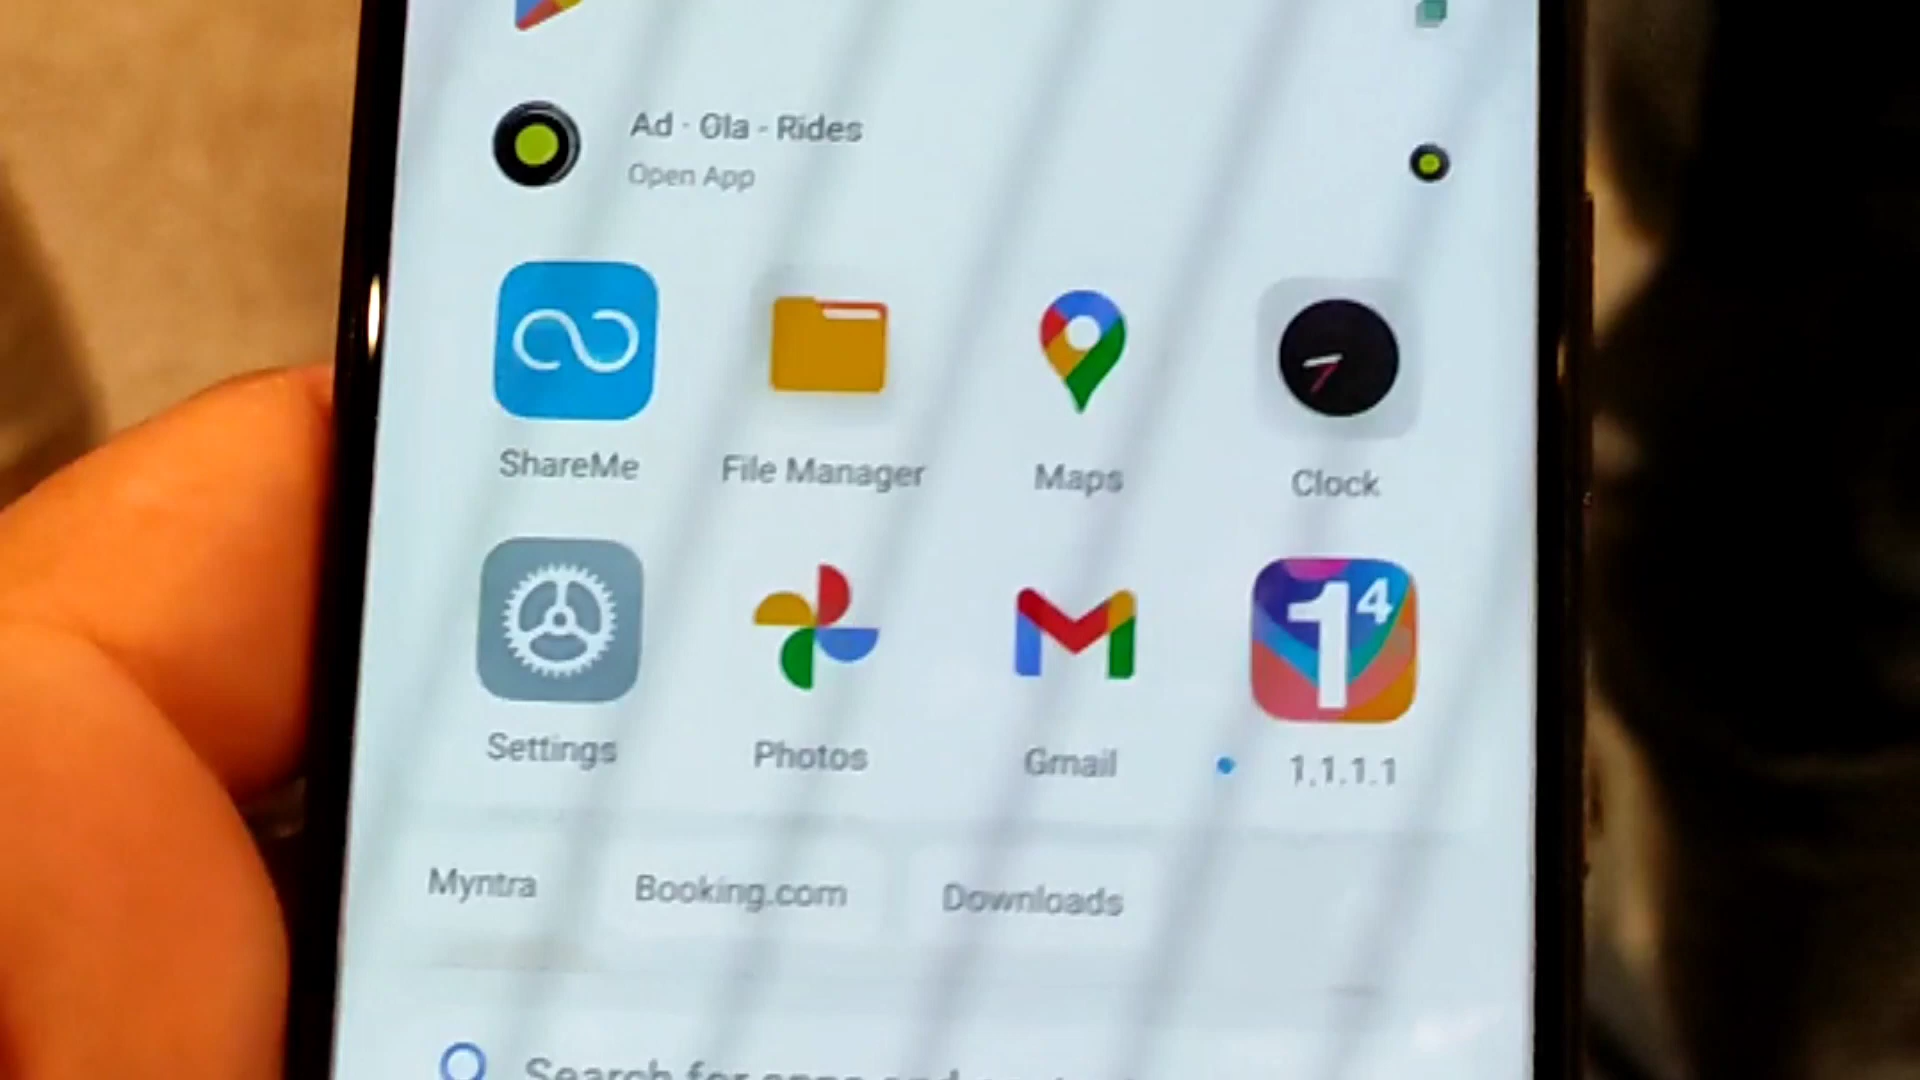 Ad · Ola - Rides
Open App
ShareMe File Manager Maps Clock
1⁴
Settings Photos Gmail 1.1.1.1
Myntra Booking.com Downloads
Search for apps and